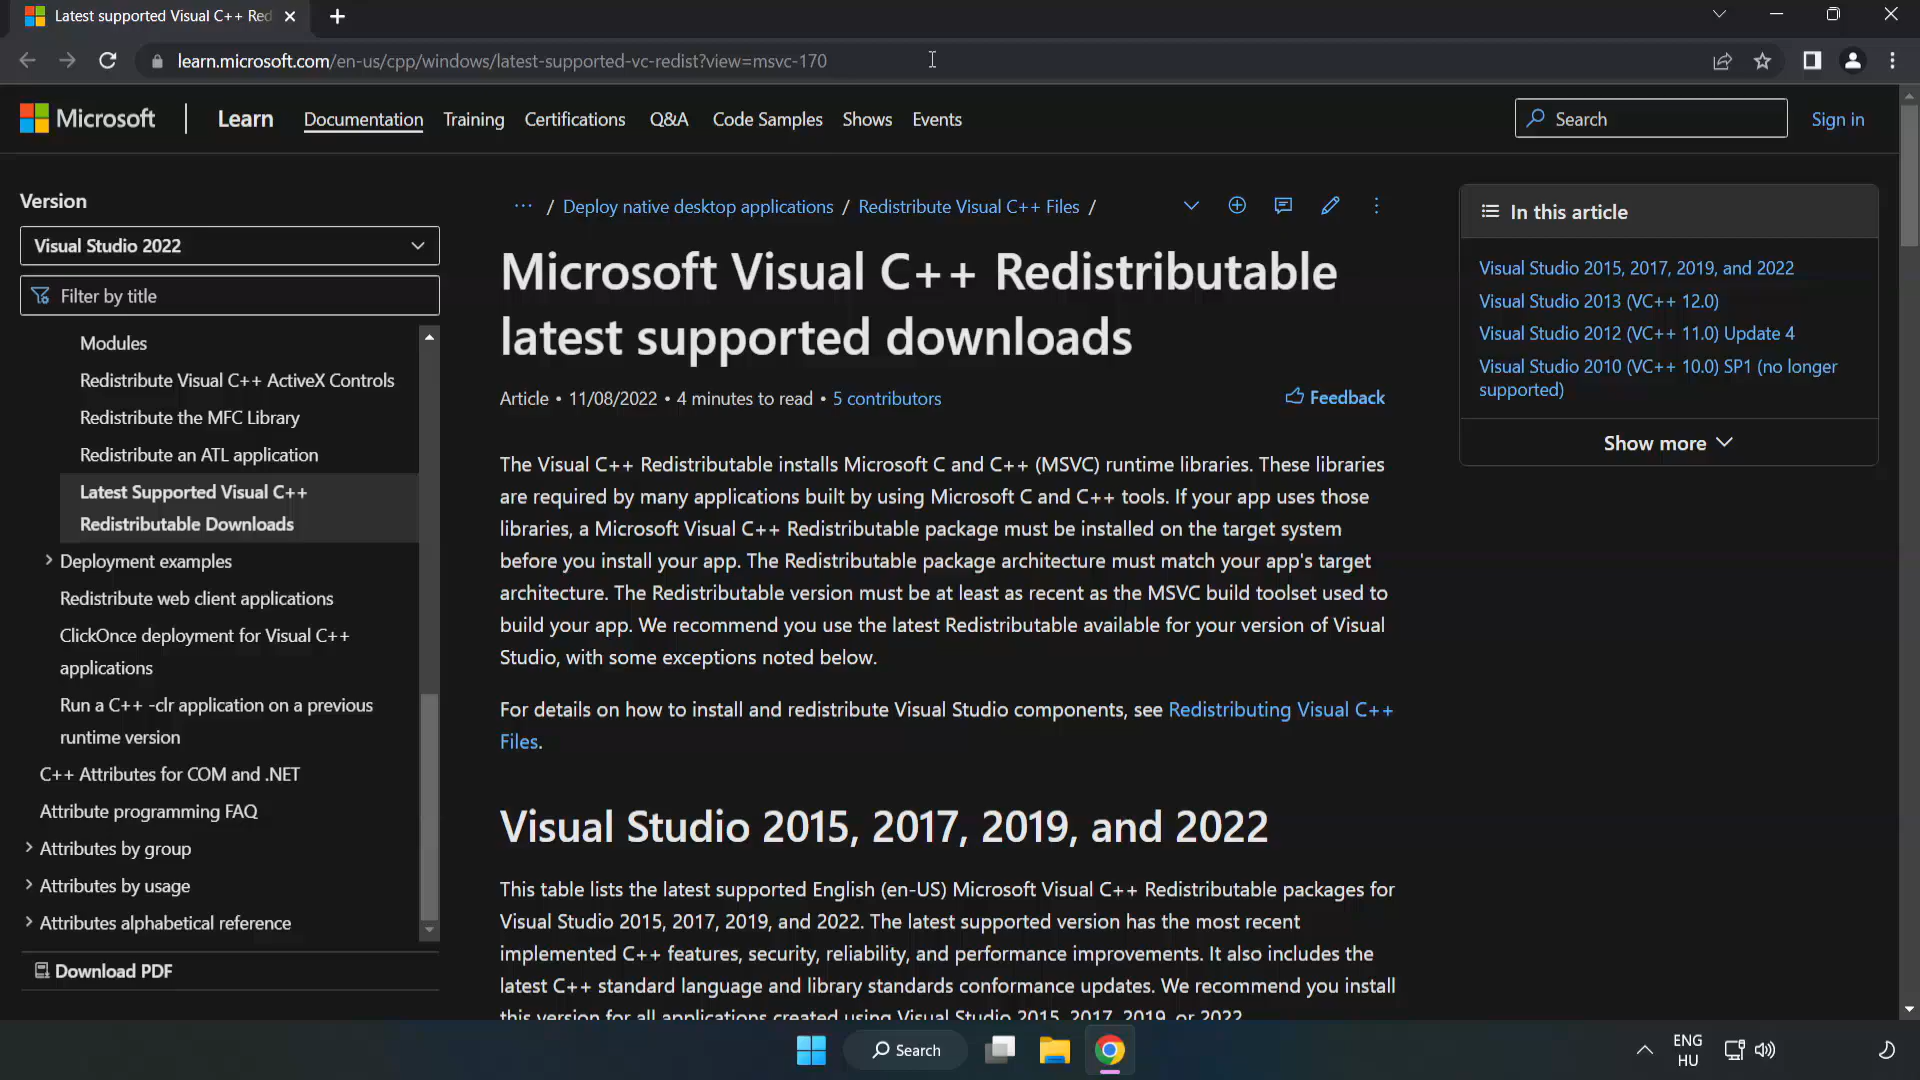 Latest supported Visual C++ Red
learn.microsoft.com/en-us/cpp/windows/latest-supported-vc-redist?view=msvc-170
Microsoft
Learn
Documentation
Training
Certifications
Q&A
Code Samples
Shows
Events
Search
Sign in
Version
Visual Studio 2022
Filter by title
Modules
Redistribute Visual C++ ActiveX Controls
Redistribute the MFC Library
Redistribute an ATL application
Latest Supported Visual C++
Redistributable Downloads
Deployment examples
Redistribute web client applications
ClickOnce deployment for Visual C++
applications
Run a C++ -clr application on a previous
runtime version
C++ Attributes for COM and .NET
Attribute programming FAQ
Attributes by group
Attributes by usage
Attributes alphabetical reference
Download PDF
··· / Deploy native desktop applications / Redistribute Visual C++ Files /
Microsoft Visual C++ Redistributable
latest supported downloads
Article • 11/08/2022 • 4 minutes to read • 5 contributors
Feedback
The Visual C++ Redistributable installs Microsoft C and C++ (MSVC) runtime libraries. These libraries
are required by many applications built by using Microsoft C and C++ tools. If your app uses those
libraries, a Microsoft Visual C++ Redistributable package must be installed on the target system
before you install your app. The Redistributable package architecture must match your app's target
architecture. The Redistributable version must be at least as recent as the MSVC build toolset used to
build your app. We recommend you use the latest Redistributable available for your version of Visual
Studio, with some exceptions noted below.
For details on how to install and redistribute Visual Studio components, see Redistributing Visual C++
Files.
Visual Studio 2015, 2017, 2019, and 2022
This table lists the latest supported English (en-US) Microsoft Visual C++ Redistributable packages for
Visual Studio 2015, 2017, 2019, and 2022. The latest supported version has the most recent
implemented C++ features, security, reliability, and performance improvements. It also includes the
latest C++ standard language and library standards conformance updates. We recommend you install
this version for all applications created using Visual Studio 2015, 2017, 2019, or 2022.
In this article
Visual Studio 2015, 2017, 2019, and 2022
Visual Studio 2013 (VC++ 12.0)
Visual Studio 2012 (VC++ 11.0) Update 4
Visual Studio 2010 (VC++ 10.0) SP1 (no longer
supported)
Show more
Search
ENG
HU